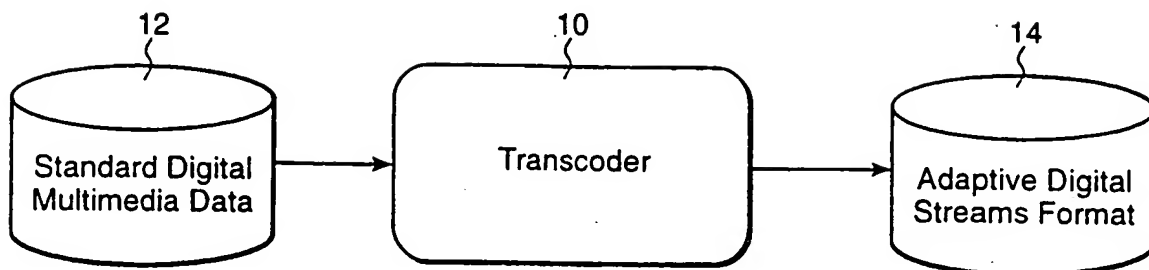 12
10
14
Standard Digital
Multimedia Data
Transcoder
Adaptive Digital
Streams Format